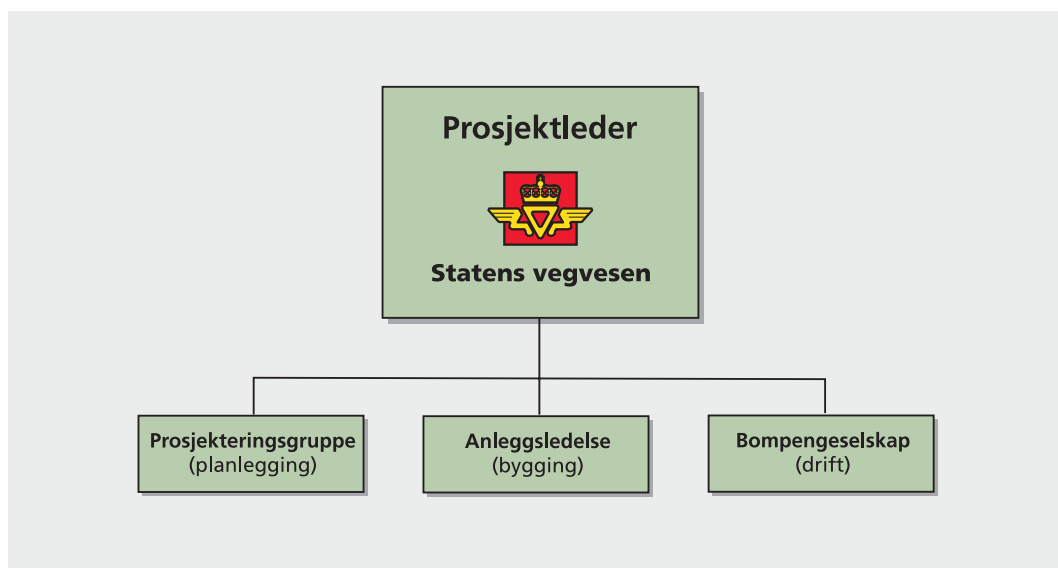 Prosjektleder
Statens vegvesen
Prosjekteringsgruppe
(planlegging)
Anleggsledelse
(bygging)
Bompengeselskap
(drift)